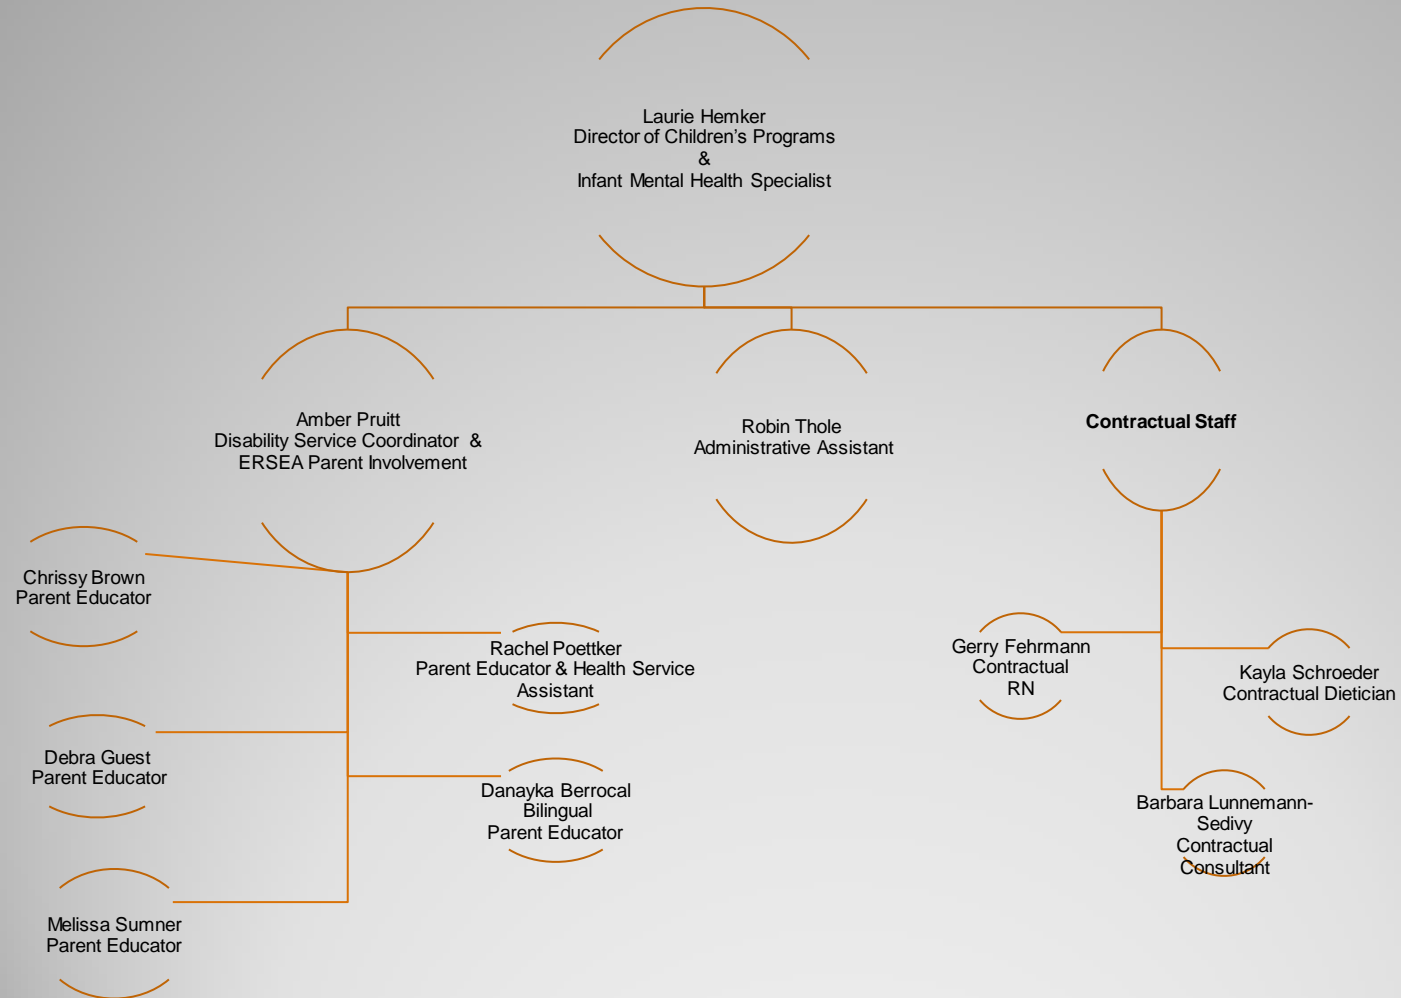 Laurie Hemker
Director of Children’s Programs
&
Infant Mental Health Specialist
Amber Pruitt
Disability Service Coordinator &
ERSEA Parent Involvement
Robin Thole
Administrative Assistant
Contractual Staff
Chrissy Brown
Parent Educator
Rachel Poettker
Parent Educator & Health Service
Assistant
Debra Guest
Parent Educator
Danayka Berrocal
Bilingual
Parent Educator
Melissa Sumner
Parent Educator
Gerry Fehrmann
Contractual
RN
Kayla Schroeder
Contractual Dietician
Barbara Lunnemann-
Sedivy
Contractual
Consultant